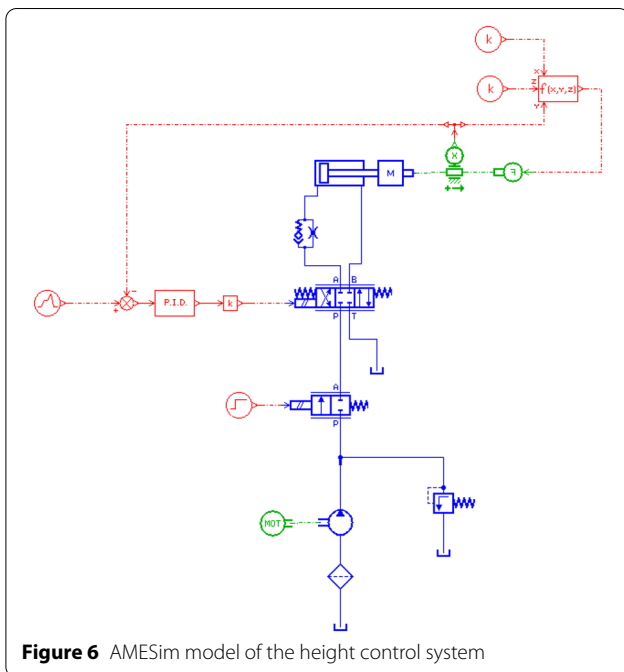 k
x
k
z
f(X,Y,Z)
Y
X
F
M
A B
P.I.D.
k
-
+
P T
A
P
MOT
Figure 6 AMESim model of the height control system